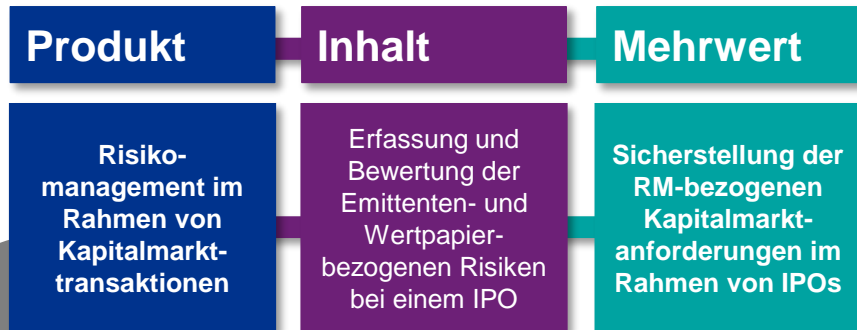 Produkt
Inhalt
Mehrwert
Risiko-
management im
Rahmen von
Kapitalmarkt-
transaktionen
Erfassung und
Bewertung der
Emittenten- und
Wertpapier-
bezogenen Risiken
bei einem IPO
Sicherstellung der
RM-bezogenen
Kapitalmarkt-
anforderungen im
Rahmen von IPOs